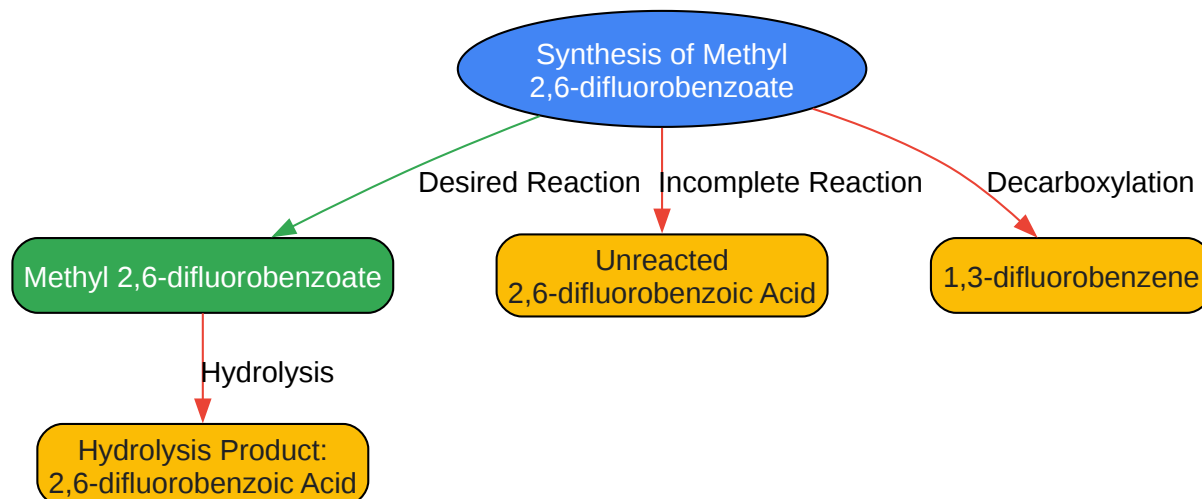 Synthesis of Methyl
2,6-difluorobenzoate
Desired Reaction
Incomplete Reaction
Decarboxylation
Methyl 2,6-difluorobenzoate
Unreacted
2,6-difluorobenzoic Acid
1,3-difluorobenzene
Hydrolysis
Hydrolysis Product:
2,6-difluorobenzoic Acid